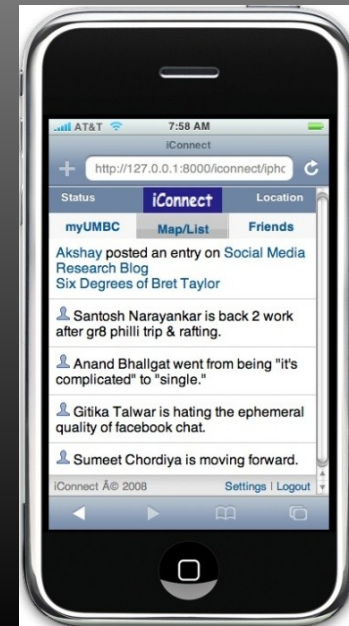 AT&T 7:58 AM
iConnect
http://127.0.0.1:8000/iconnect/iphc
Status iConnect Location
myUMBC Map/List Friends
Akshay posted an entry on Social Media
Research Blog
Six Degrees of Bret Taylor
Santosh Narayankar is back 2 work
after gr8 philli trip & rafting.
Anand Bhallgat went from being "it's
complicated" to "single."
Gitika Talwar is hating the ephemeral
quality of facebook chat.
Sumeet Chordiya is moving forward.
iConnect Â© 2008 Settings | Logout